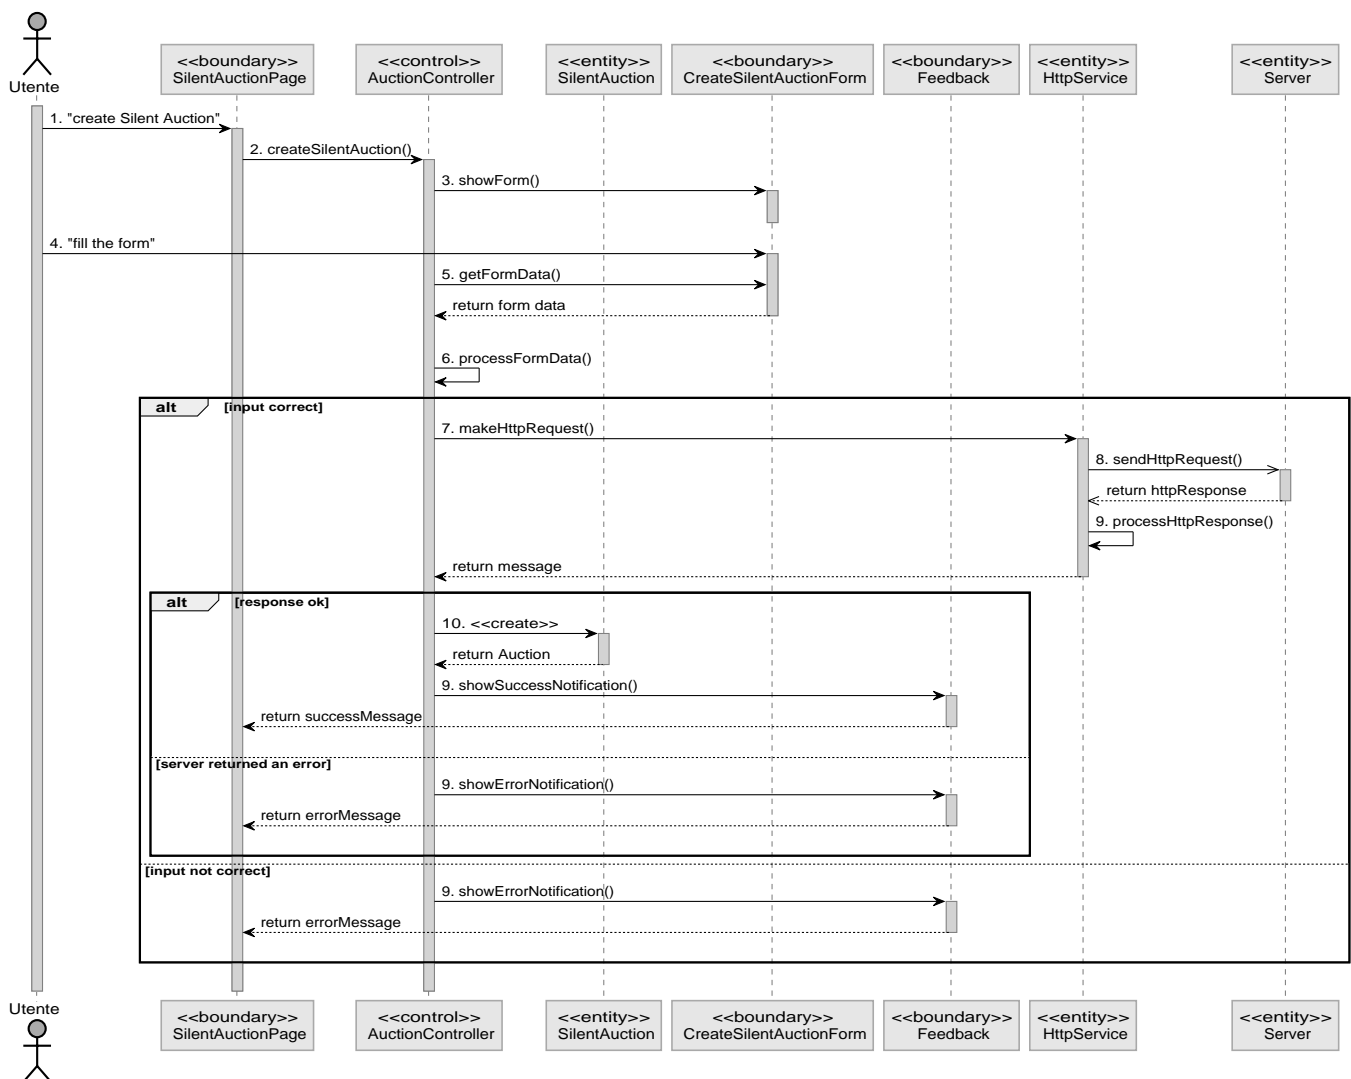 Utente
<<boundary>>
SilentAuctionPage
<<control>>
AuctionController
<<entity>>
SilentAuction
<<boundary>>
CreateSilentAuctionForm
<<boundary>>
Feedback
<<entity>>
HttpService
<<entity>>
Server
1. "create Silent Auction"
2. createSilentAuction()
3. showForm()
4. "fill the form"
5. getFormData()
return form data
6. processFormData()
alt [input correct]
7. makeHttpRequest()
8. sendHttpRequest()
return httpResponse
9. processHttpResponse()
return message
alt [response ok]
10. <<create>>
return Auction
9. showSuccessNotification()
return successMessage
[server returned an error]
9. showErrorNotification()
return errorMessage
[input not correct]
9. showErrorNotification()
return errorMessage
Utente
<<boundary>>
SilentAuctionPage
<<control>>
AuctionController
<<entity>>
SilentAuction
<<boundary>>
CreateSilentAuctionForm
<<boundary>>
Feedback
<<entity>>
HttpService
<<entity>>
Server